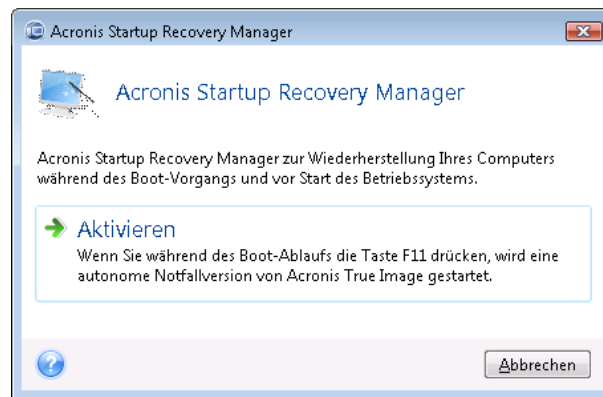 Acronis Startup Recovery Manager
Acronis Startup Recovery Manager
Acronis Startup Recovery Manager zur Wiederherstellung Ihres Computers
während des Boot-Vorgangs und vor Start des Betriebssystems.
Aktivieren
Wenn Sie während des Boot-Ablaufs die Taste F11 drücken, wird eine
autonome Notfallversion von Acronis True Image gestartet.
?
Abbrechen